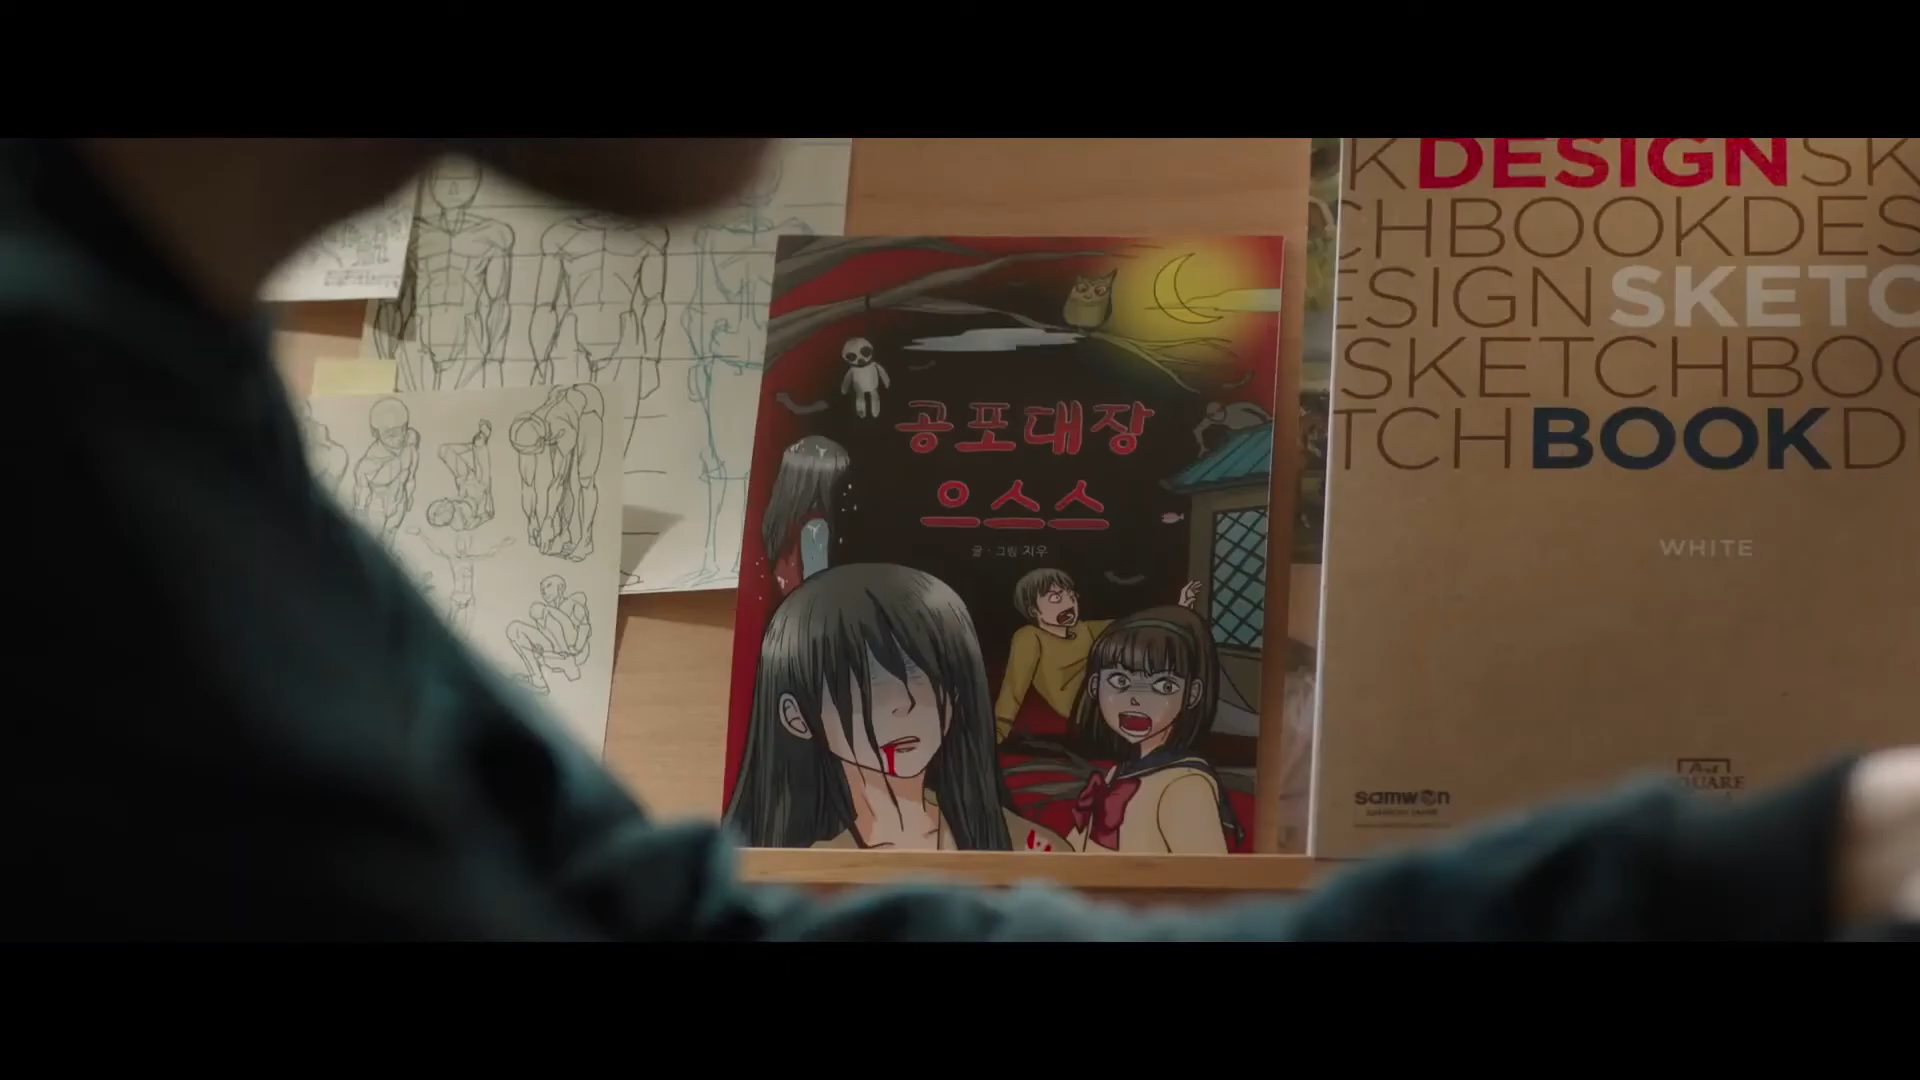 공포대장
으스스
글·그림 지우
KDESIGNSK
CHBOOKDES
ESIGNSKETC
SKETCHBOO
TCHBOOKD
WHITE
samwon